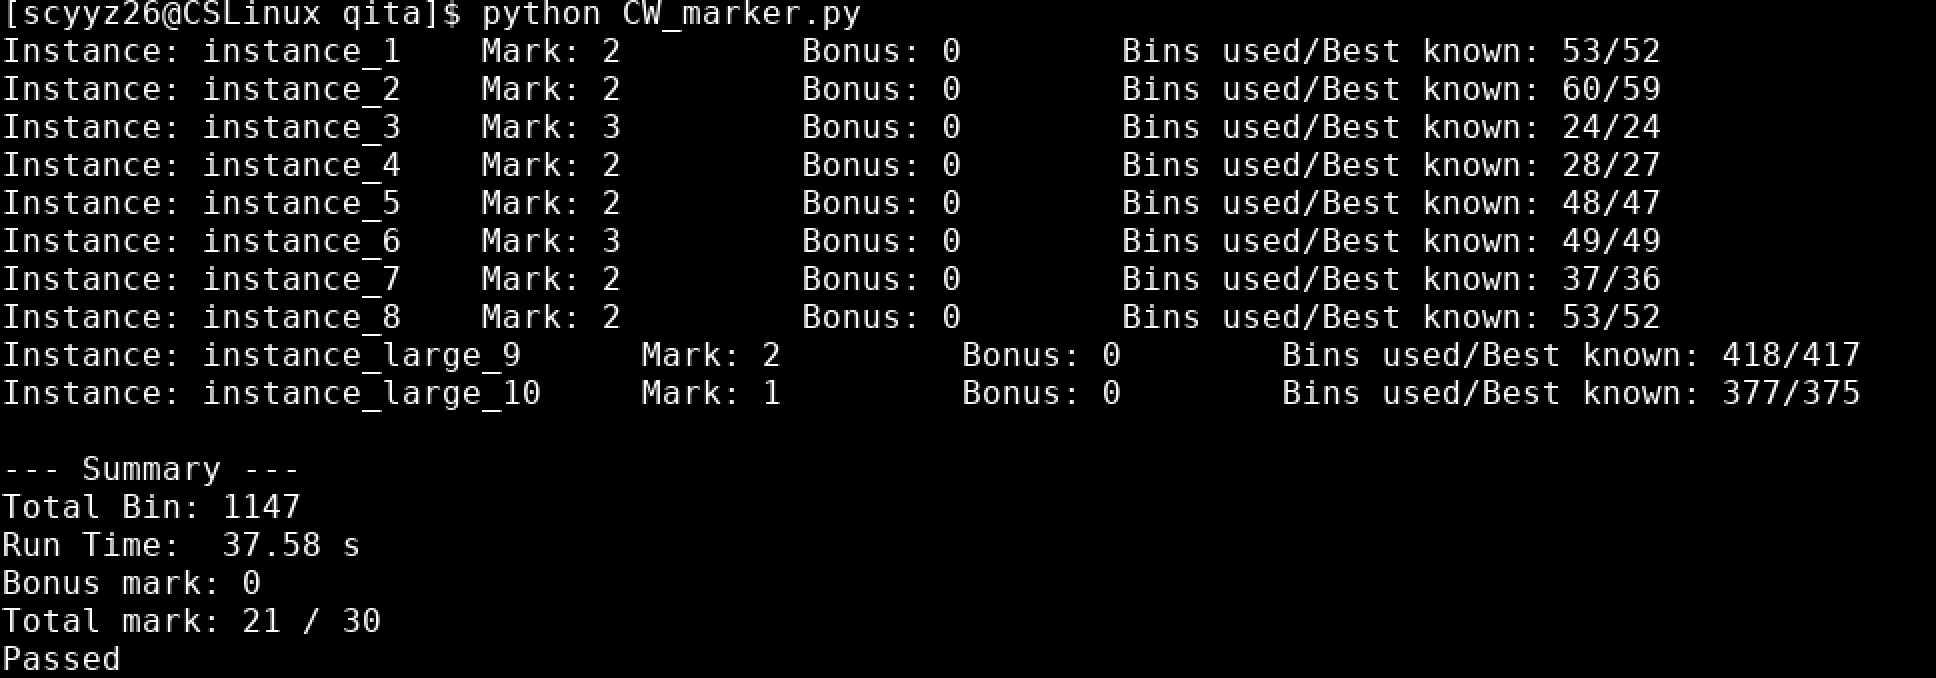 [scyyz26@CSLinux qita]$ python CW_marker.py
Instance: instance_1    Mark: 2         Bonus: 0        Bins used/Best known: 53/52
Instance: instance_2    Mark: 2         Bonus: 0        Bins used/Best known: 60/59
Instance: instance_3    Mark: 3         Bonus: 0        Bins used/Best known: 24/24
Instance: instance_4    Mark: 2         Bonus: 0        Bins used/Best known: 28/27
Instance: instance_5    Mark: 2         Bonus: 0        Bins used/Best known: 48/47
Instance: instance_6    Mark: 3         Bonus: 0        Bins used/Best known: 49/49
Instance: instance_7    Mark: 2         Bonus: 0        Bins used/Best known: 37/36
Instance: instance_8    Mark: 2         Bonus: 0        Bins used/Best known: 53/52
Instance: instance_large_9      Mark: 2         Bonus: 0        Bins used/Best known: 418/417
Instance: instance_large_10     Mark: 1         Bonus: 0        Bins used/Best known: 377/375

--- Summary ---
Total Bin: 1147
Run Time:  37.58 s
Bonus mark: 0
Total mark: 21 / 30
Passed